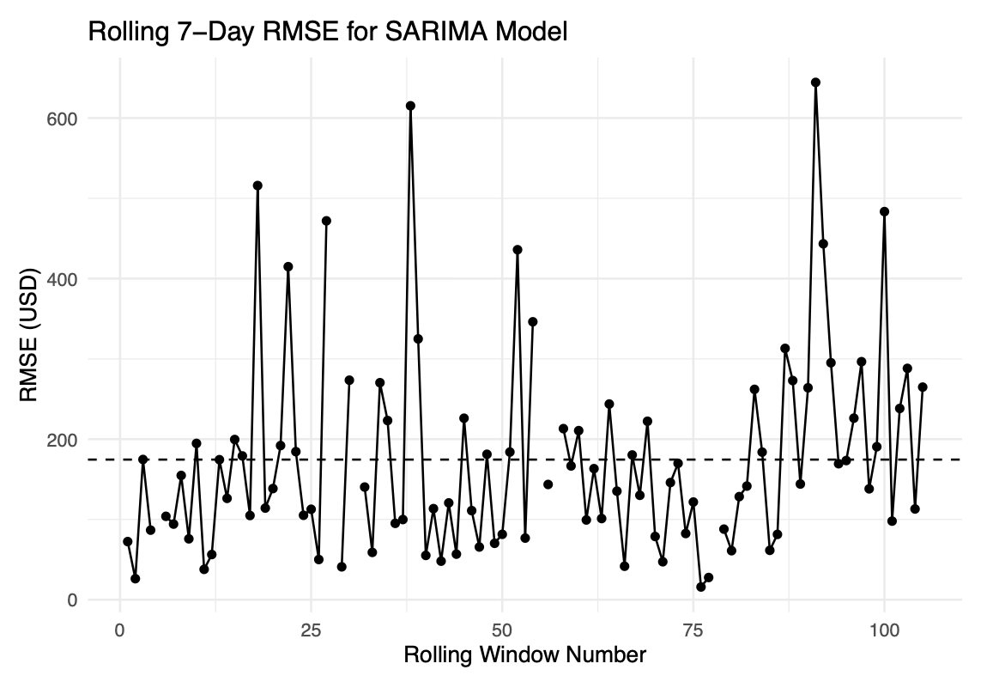 Rolling 7−Day RMSE for SARIMA Model
RMSE (USD)
600
400
200
0
0 25 50 75 100
Rolling Window Number